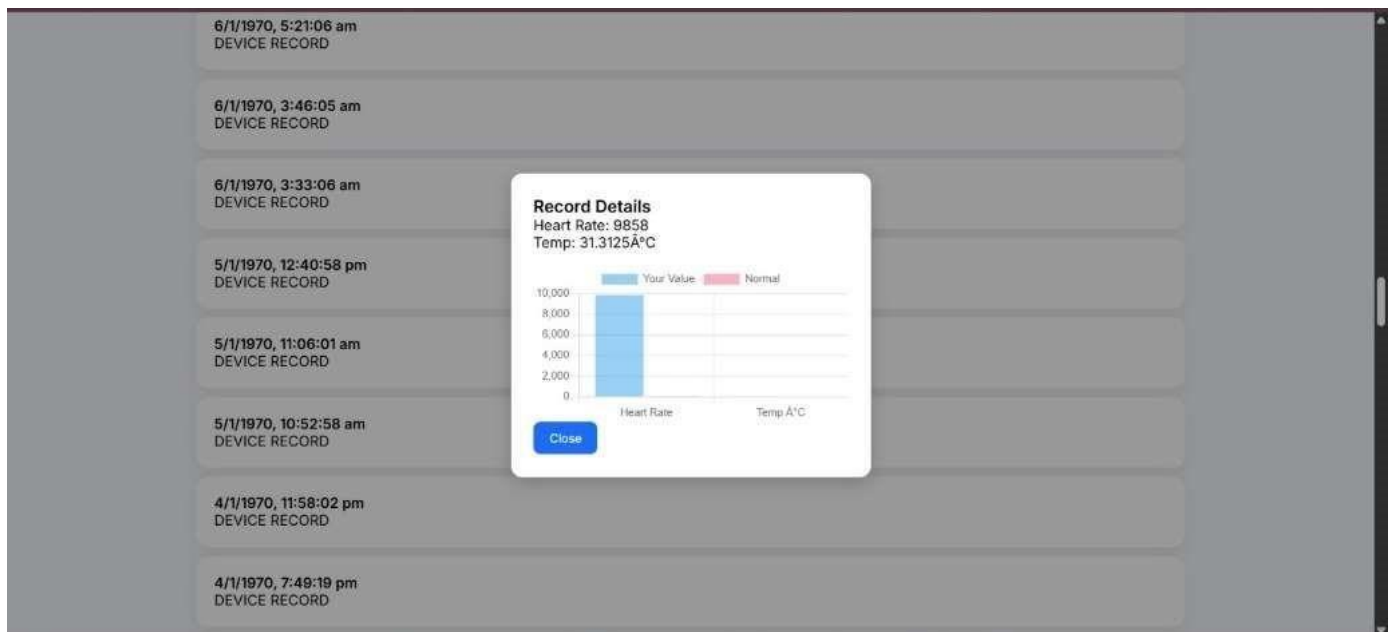 6/1/1970, 5:21:06 am
DEVICE RECORD
6/1/1970, 3:46:05 am
DEVICE RECORD
6/1/1970, 3:33:06 am
DEVICE RECORD
5/1/1970, 12:40:58 pm
DEVICE RECORD
5/1/1970, 11:06:01 am
DEVICE RECORD
5/1/1970, 10:52:58 am
DEVICE RECORD
4/1/1970, 11:58:02 pm
DEVICE RECORD
4/1/1970, 7:49:19 pm
DEVICE RECORD
Record Details
Heart Rate: 9858
Temp: 31.3125Â°C
Your Value Normal
10,000
8,000
6,000
4,000
2,000
0
Heart Rate Temp Â°C
Close